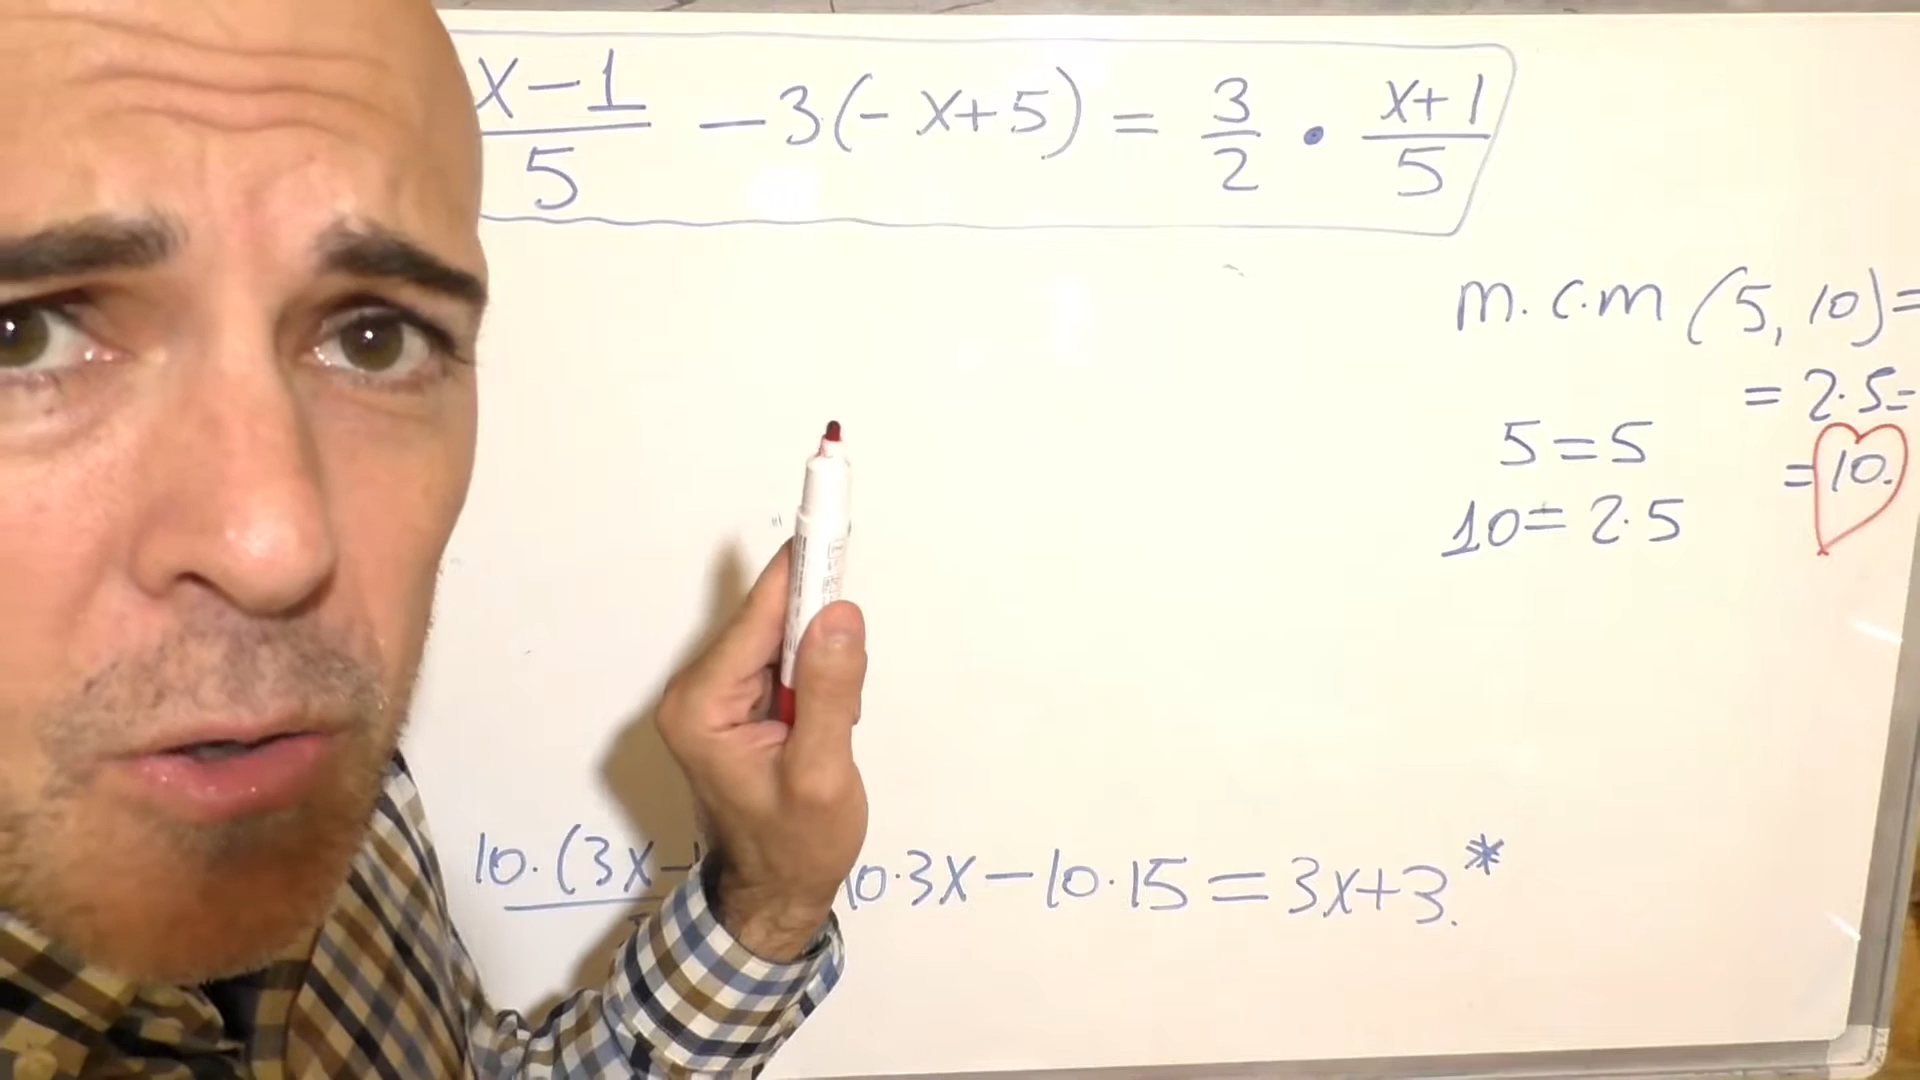 x-1/5 - 3(-x+5) = 3/2 · x+1/5
m.c.m (5, 10) =
= 2·5 =
5=5
= 10.
10= 2·5
10·(3x- 10·3x - 10·15 = 3x+3.*